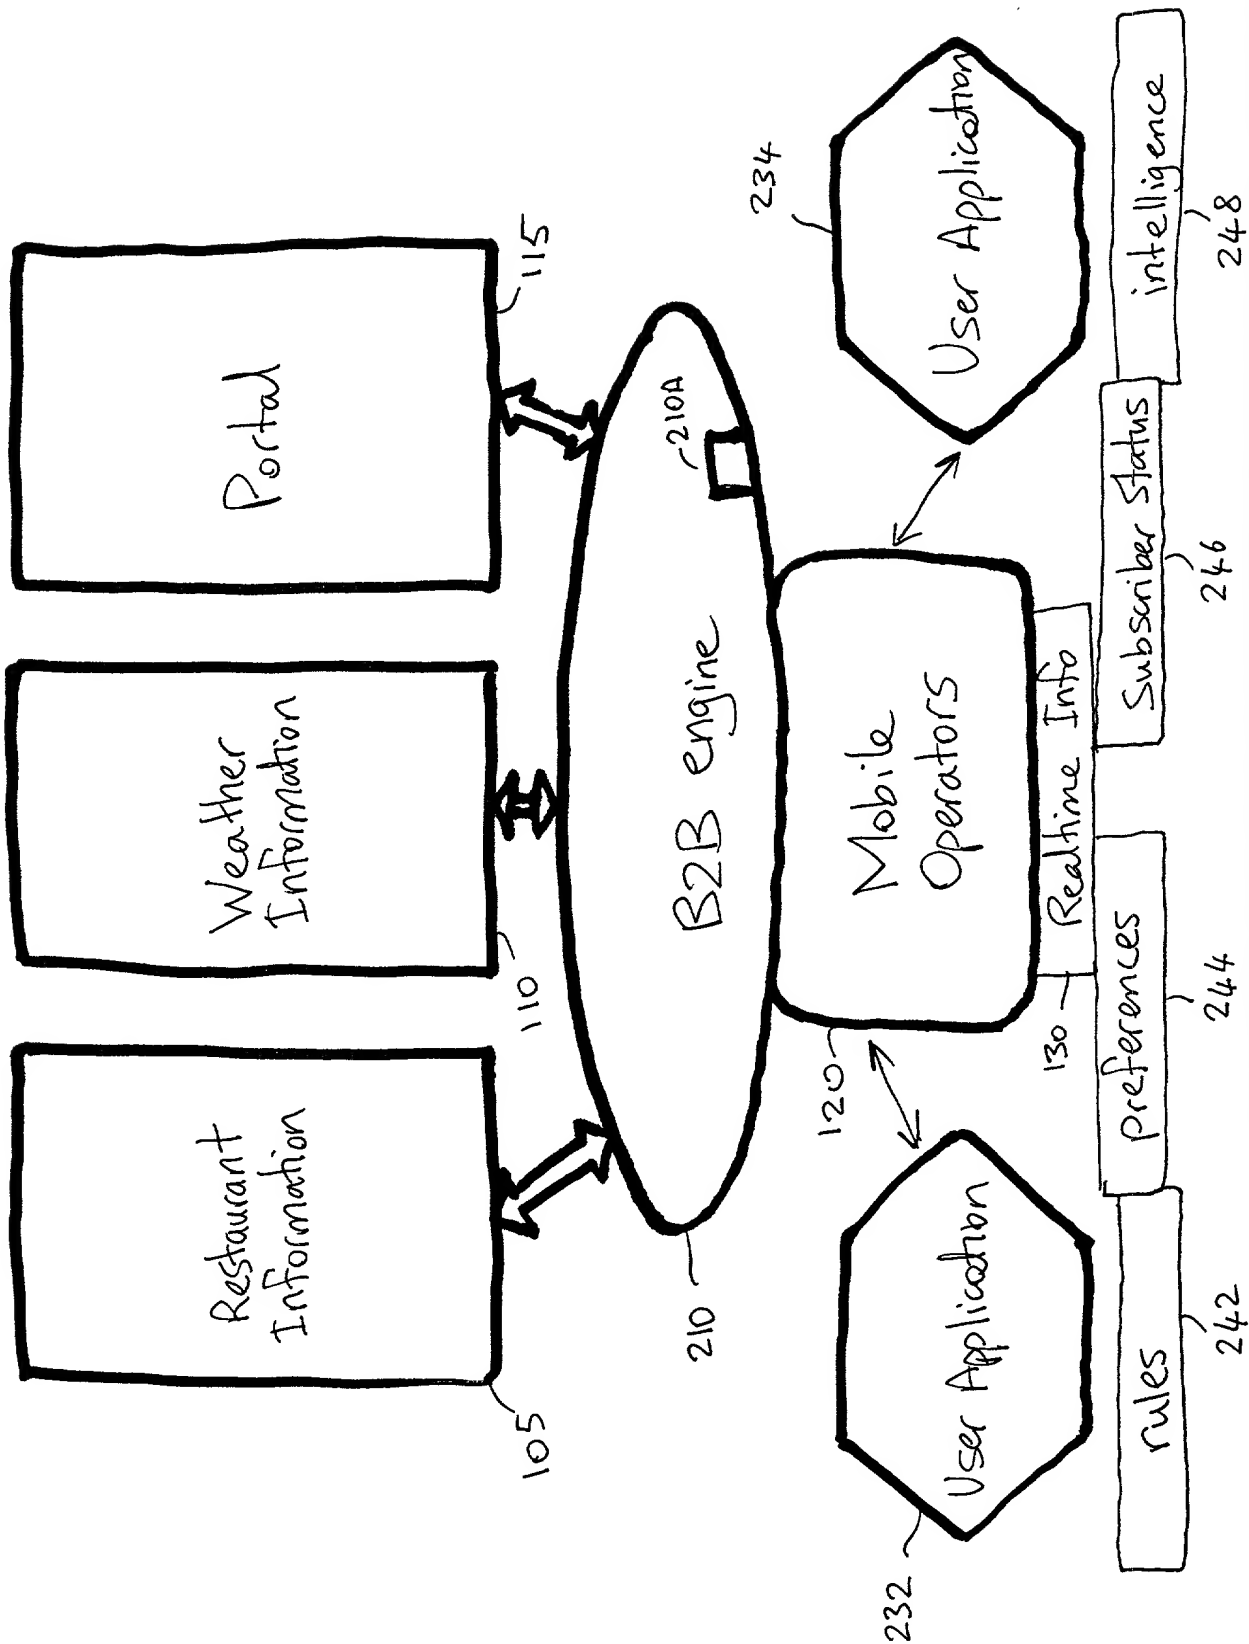 Restaurant
Information
105
Weather
Information
110
Portal
115
B2B engine
210
210A
Mobile
Operators
120
Realtime Info
130
User Application
232
User Application
234
rules
242
preferences
244
Subscriber Status
246
intelligence
248